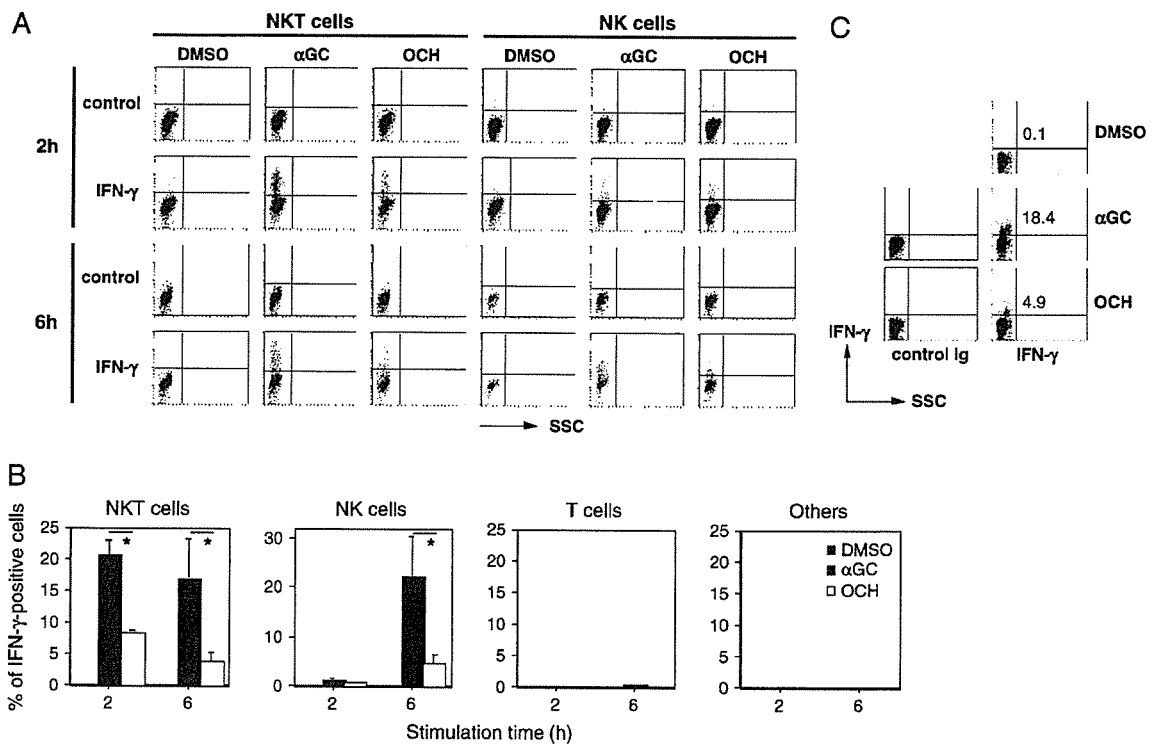 A
NKT cells
NK cells
DMSO
αGC
OCH
DMSO
αGC
OCH
2h
control
IFN-γ
6h
control
IFN-γ
SSC
C
0.1
DMSO
18.4
αGC
4.9
OCH
IFN-γ
control Ig
IFN-γ
SSC
B
% of IFN-γ-positive cells
NKT cells
25
20
15
10
5
0
*
*
2
6
NK cells
30
20
10
0
*
2
6
T cells
25
20
15
10
5
0
2
6
Others
25
20
15
10
5
0
DMSO
αGC
OCH
2
6
Stimulation time (h)